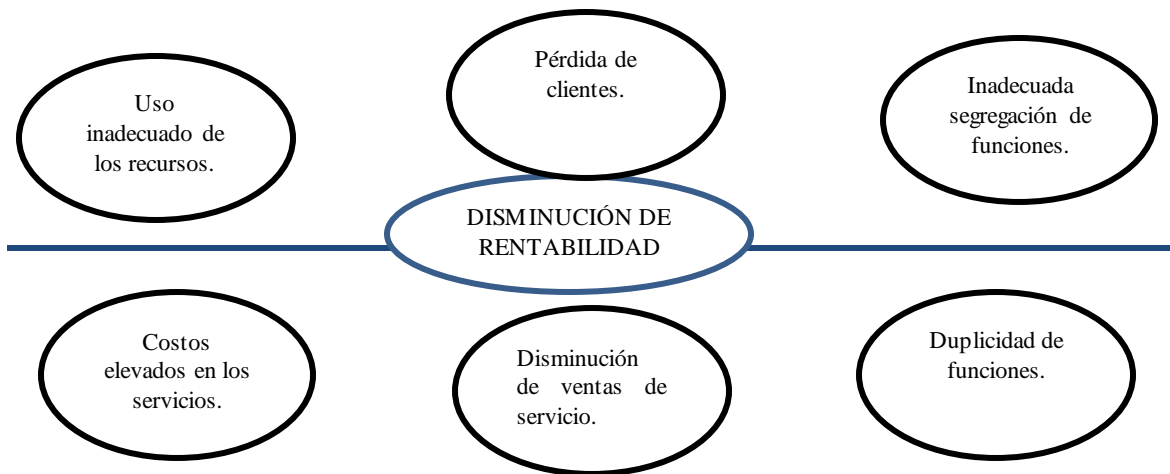 Uso
inadecuado de
los recursos.
Pérdida de
clientes.
Inadecuada
segregación de
funciones.
DISMINUCIÓN DE
RENTABILIDAD
Costos
elevados en los
servicios.
Disminución
de ventas de
servicio.
Duplicidad de
funciones.